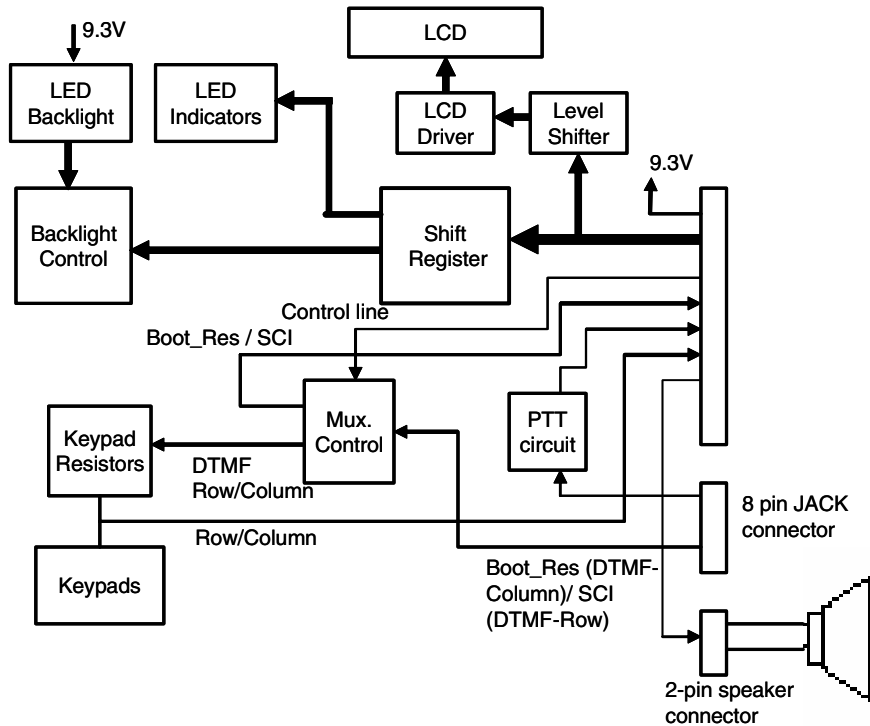 9.3V
LCD
LED
Backlight
LED
Indicators
LCD
Driver
Level
Shifter
9.3V
Backlight
Control
Shift
Register
Control line
Boot_Res / SCI
Mux.
Control
PTT
circuit
Keypad
Resistors
DTMF
Row/Column
8 pin JACK
connector
Row/Column
Keypads
Boot_Res (DTMF-
Column)/ SCI
(DTMF-Row)
2-pin speaker
connector